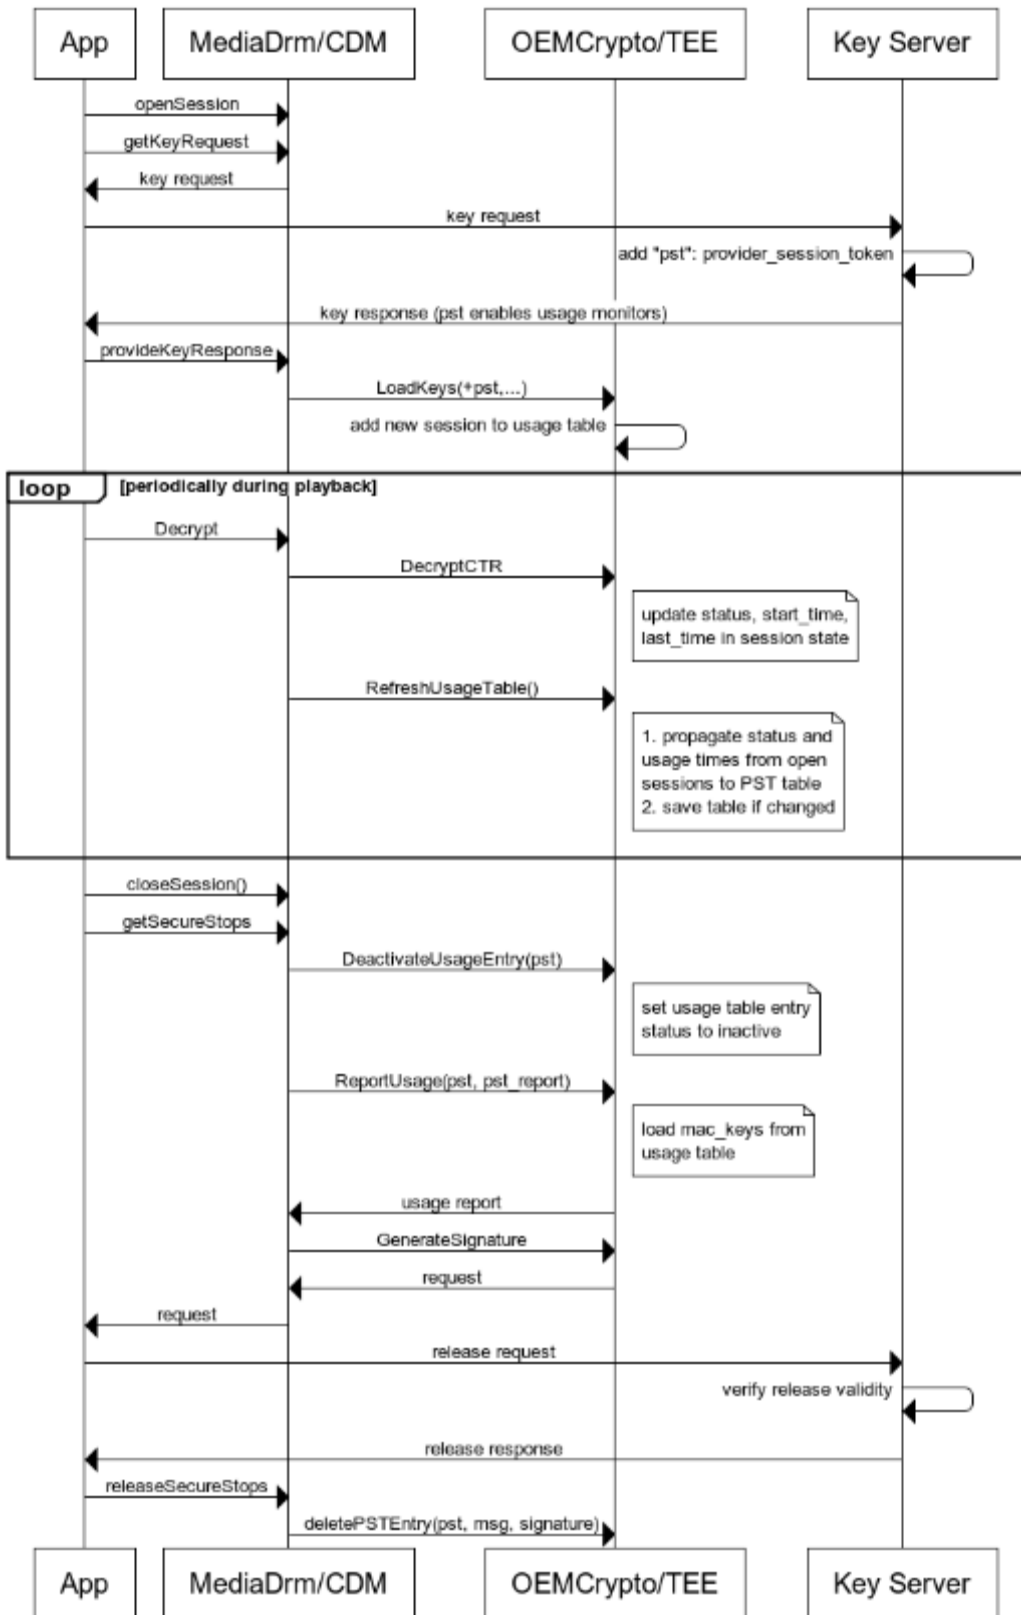 App MediaDrm/CDM OEMCrypto/TEE Key Server
openSession
getKeyRequest
key request
key request
add "pst": provider_session_token
key response (pst enables usage monitors)
provideKeyResponse
LoadKeys(+pst,...)
add new session to usage table
loop [periodically during playback]
Decrypt
DecryptCTR
update status, start_time,
last_time in session state
RefreshUsageTable()
1. propagate status and
usage times from open
sessions to PST table
2. save table if changed
closeSession()
getSecureStops
DeactivateUsageEntry(pst)
set usage table entry
status to inactive
ReportUsage(pst, pst_report)
load mac_keys from
usage table
usage report
GenerateSignature
request
request
release request
verify release validity
release response
releaseSecureStops
deletePSTEntry(pst, msg, signature)
App MediaDrm/CDM OEMCrypto/TEE Key Server